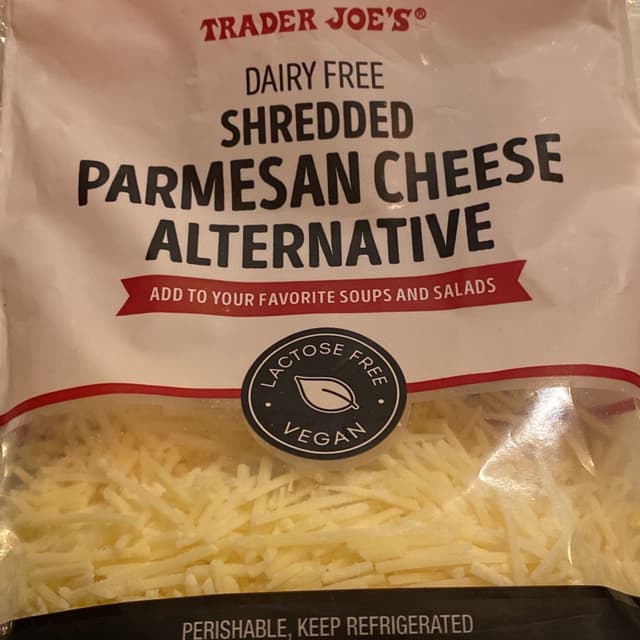 TRADER JOE'S®
DAIRY FREE
SHREDDED
PARMESAN CHEESE
ALTERNATIVE
ADD TO YOUR FAVORITE SOUPS AND SALADS
LACTOSE FREE
VEGAN
PERISHABLE, KEEP REFRIGERATED